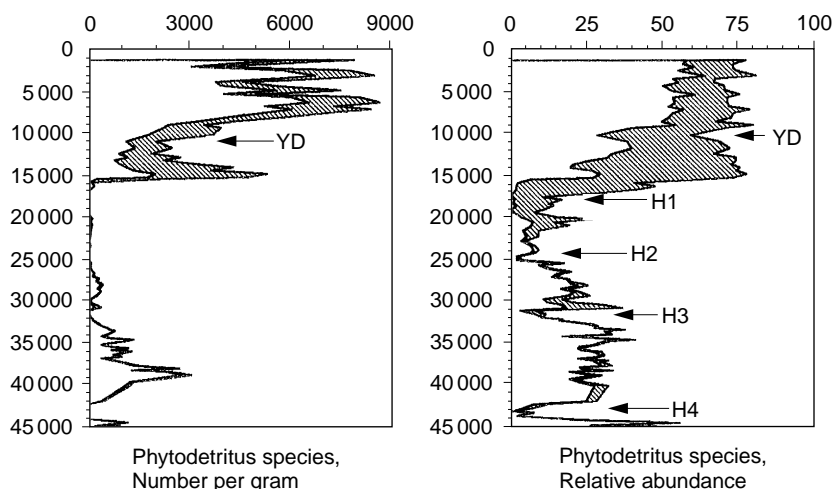 0 3000 6000 9000
0
5 000
10 000
15 000
20 000
25 000
30 000
35 000
40 000
45 000
YD
Phytodetritus species,
Number per gram
0 25 50 75 100
0
5 000
10 000
15 000
20 000
25 000
30 000
35 000
40 000
45 000
YD
H1
H2
H3
H4
Phytodetritus species,
Relative abundance